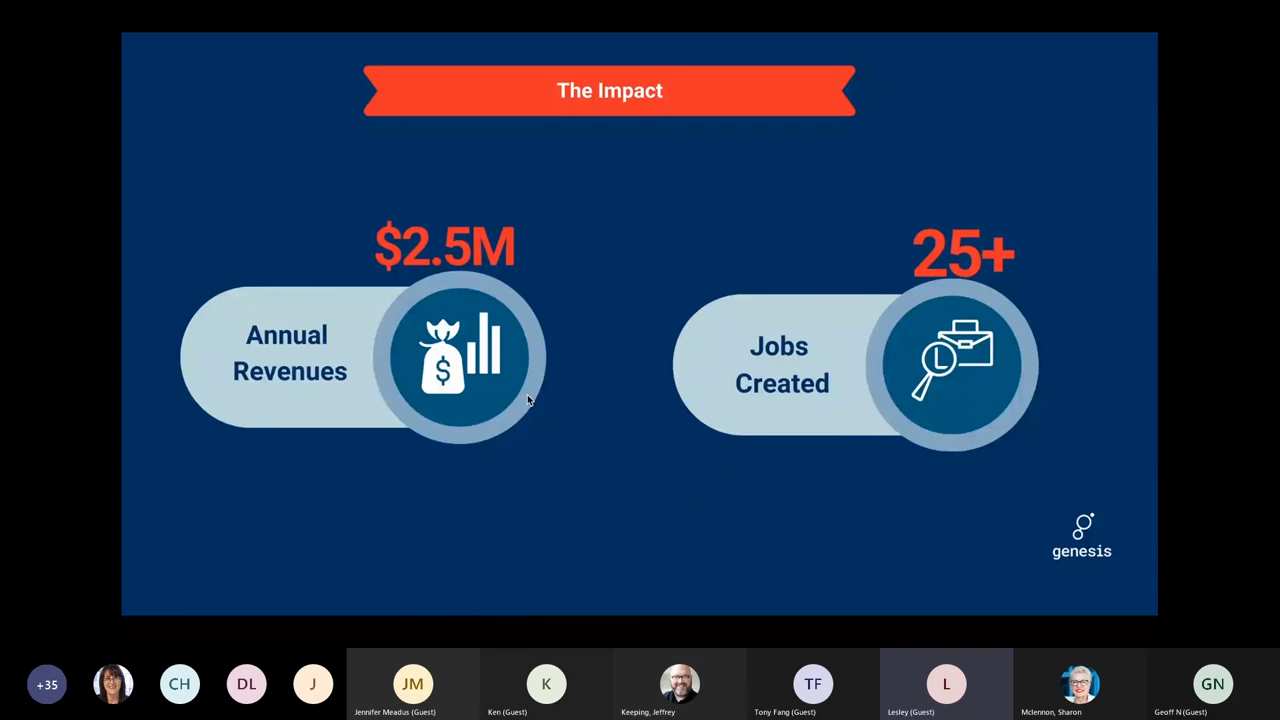 The Impact
$2.5M
25+
Annual
Revenues
$
Jobs
Created
genesis
+35
CH
DL
J
JM
K
TF
L
GN
Jennifer Meadus (Guest)
Ken (Guest)
Keeping, Jeffrey
Tony Fang (Guest)
Lesley (Guest)
Mclennon, Sharon
Geoff N (Guest)